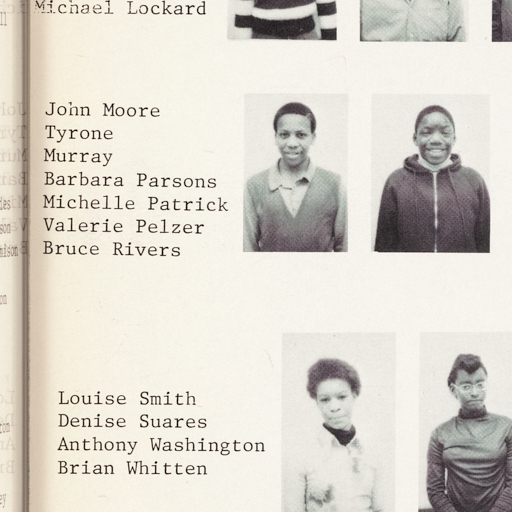 Michael Lockard
John Moore
Tyrone
Murray
Barbara Parsons
Michelle Patrick
Valerie Pelzer
Bruce Rivers
Louise Smith
Denise Suares
Anthony Washington
Brian Whitten